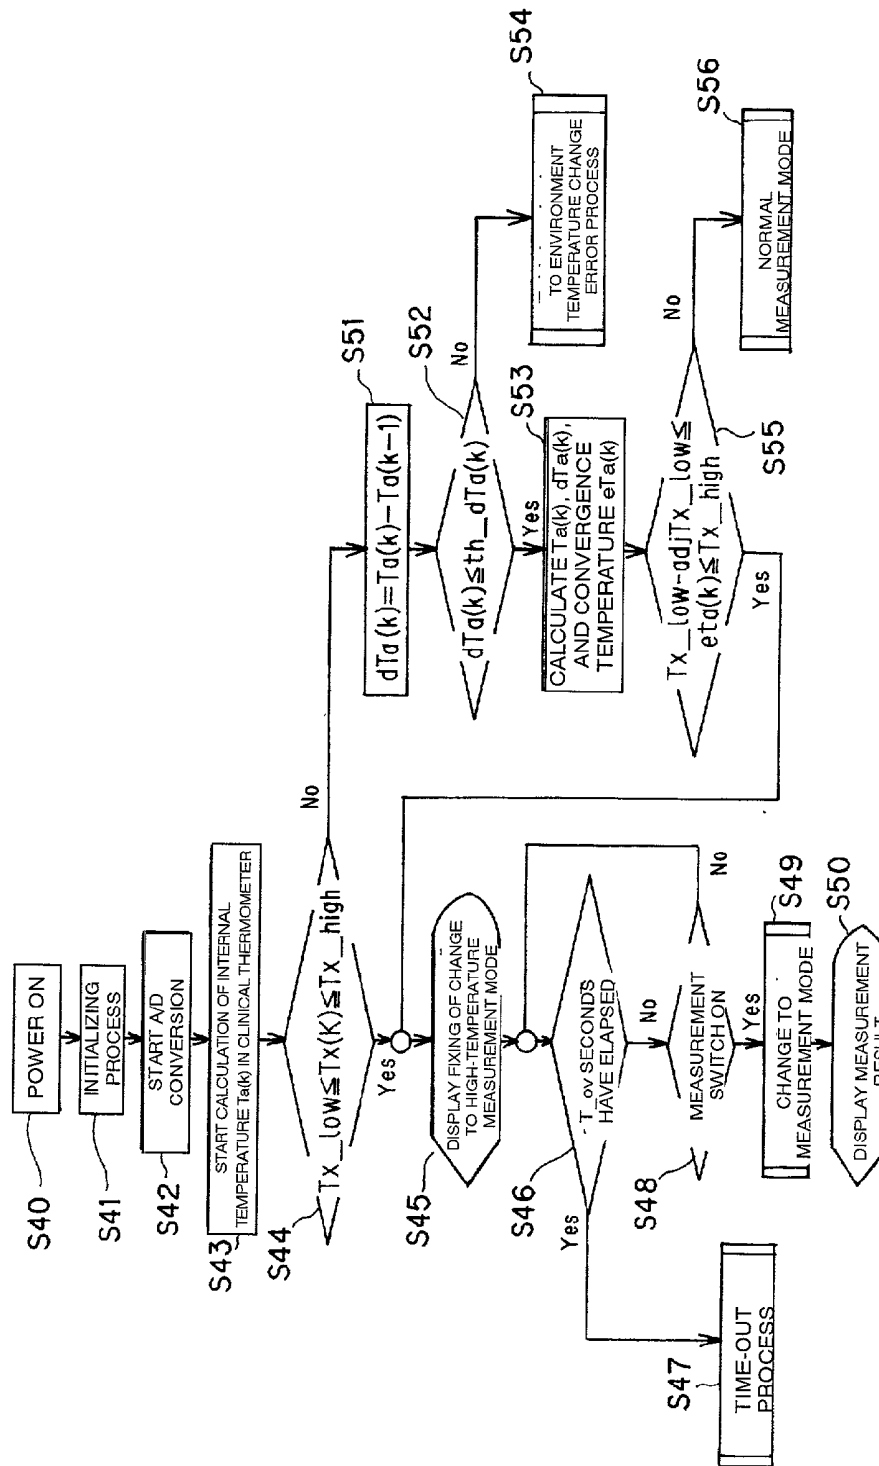 S40
POWER ON
S41
INITIALIZING
PROCESS
S42
START A/D
CONVERSION
S43
START CALCULATION OF INTERNAL
TEMPERATURE Ta(k) IN CLINICAL THERMOMETER
S44
Tx_low≦Tx(K)≦Tx_high
No
Yes
S45
DISPLAY FIXING OF CHANGE
TO HIGH-TEMPERATURE
MEASUREMENT MODE
S46
T_ov SECONDS
HAVE ELAPSED
Yes
No
S47
TIME-OUT
PROCESS
S48
MEASUREMENT
SWITCH ON
No
Yes
S49
CHANGE TO
MEASUREMENT MODE
S50
DISPLAY MEASUREMENT
RESULT
S51
dTa(k)=Ta(k)-Ta(k-1)
S52
dTa(k)≦th_dTa(k)
No
Yes
S53
CALCULATE Ta(k), dTa(k),
AND CONVERGENCE
TEMPERATURE eTa(k)
S54
TO ENVIRONMENT
TEMPERATURE CHANGE
ERROR PROCESS
S55
Tx_low-adjTx_low≦
eta(k)≦Tx_high
No
Yes
S56
NORMAL
MEASUREMENT MODE